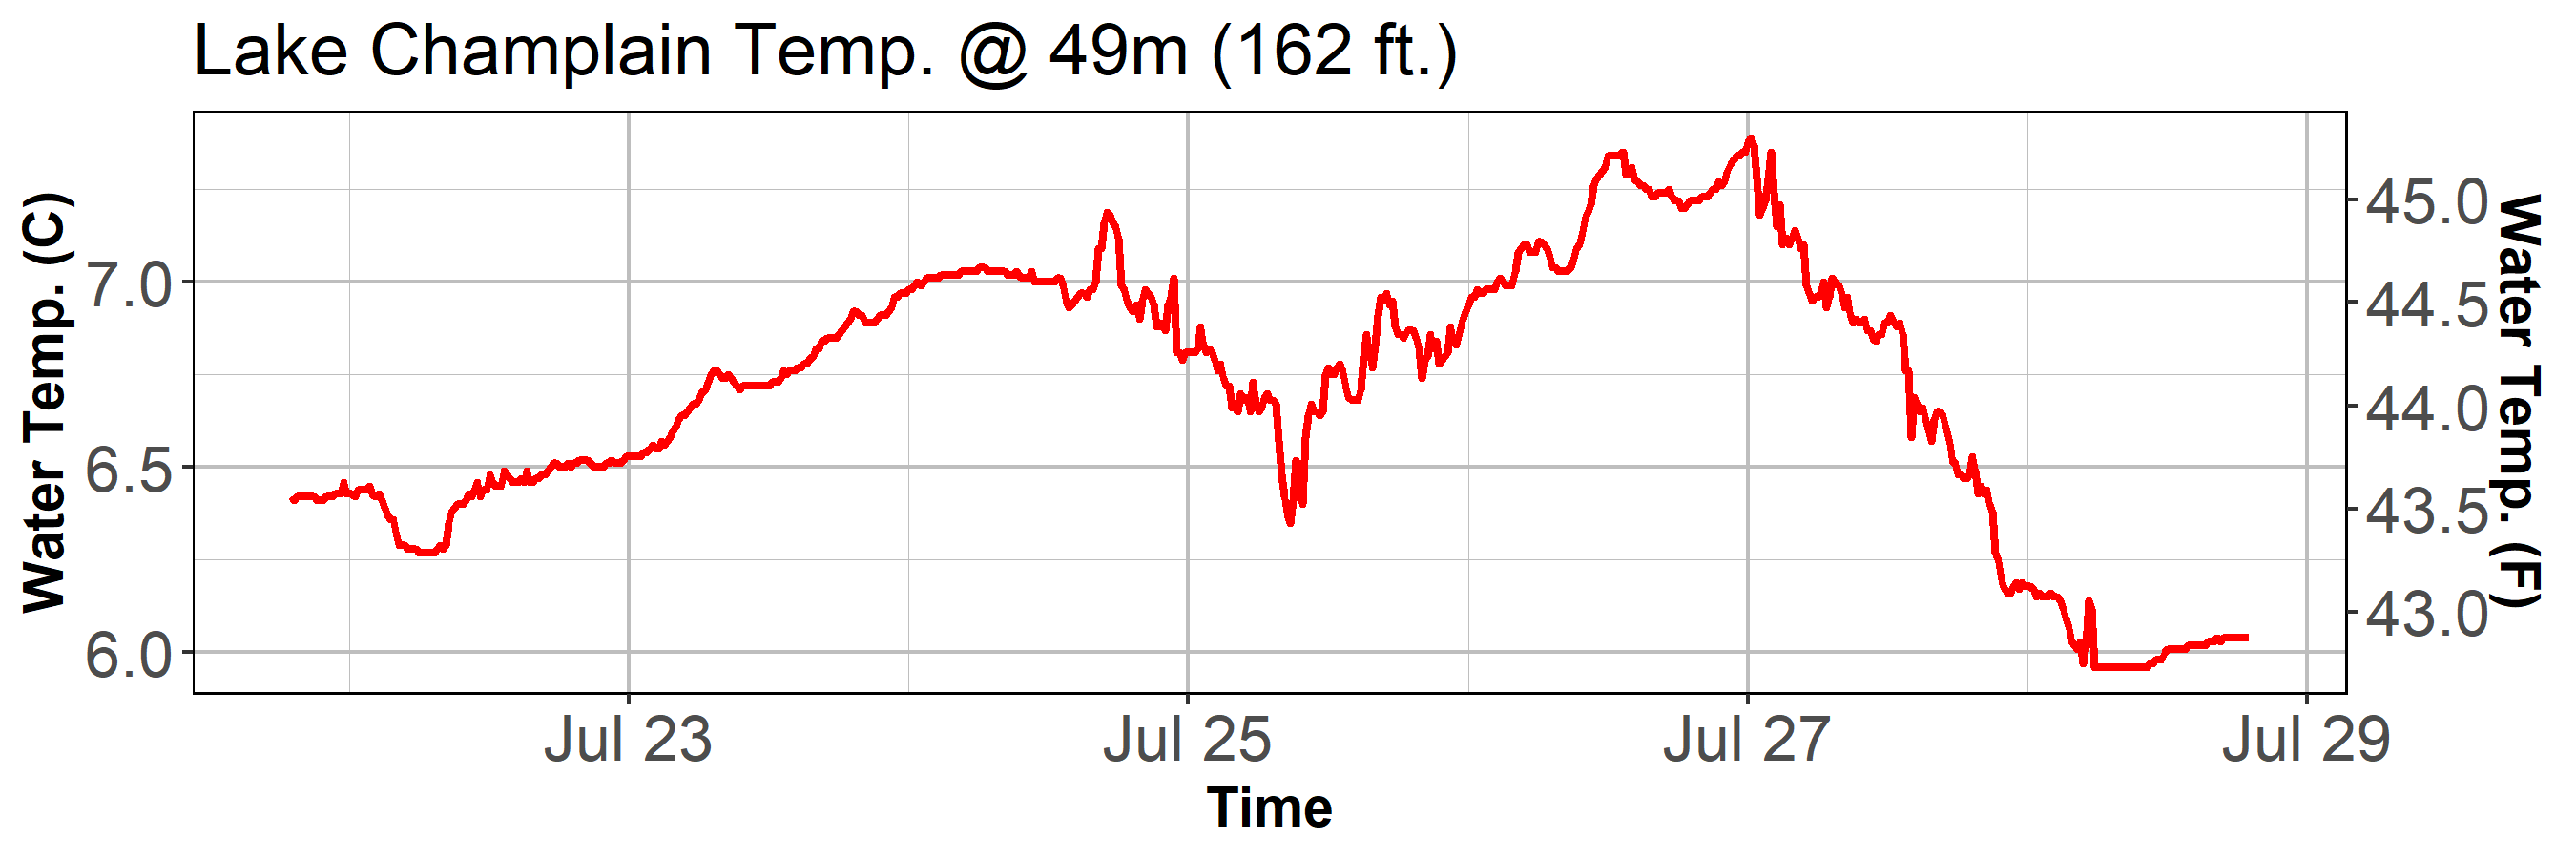 Lake Champlain Temp. @ 49m (162 ft.)
Water Temp. (C)
7.0
6.5
6.0
45.0
44.5
44.0
43.5
43.0
Water Temp. (F)
Jul 23 Jul 25 Jul 27 Jul 29
Time